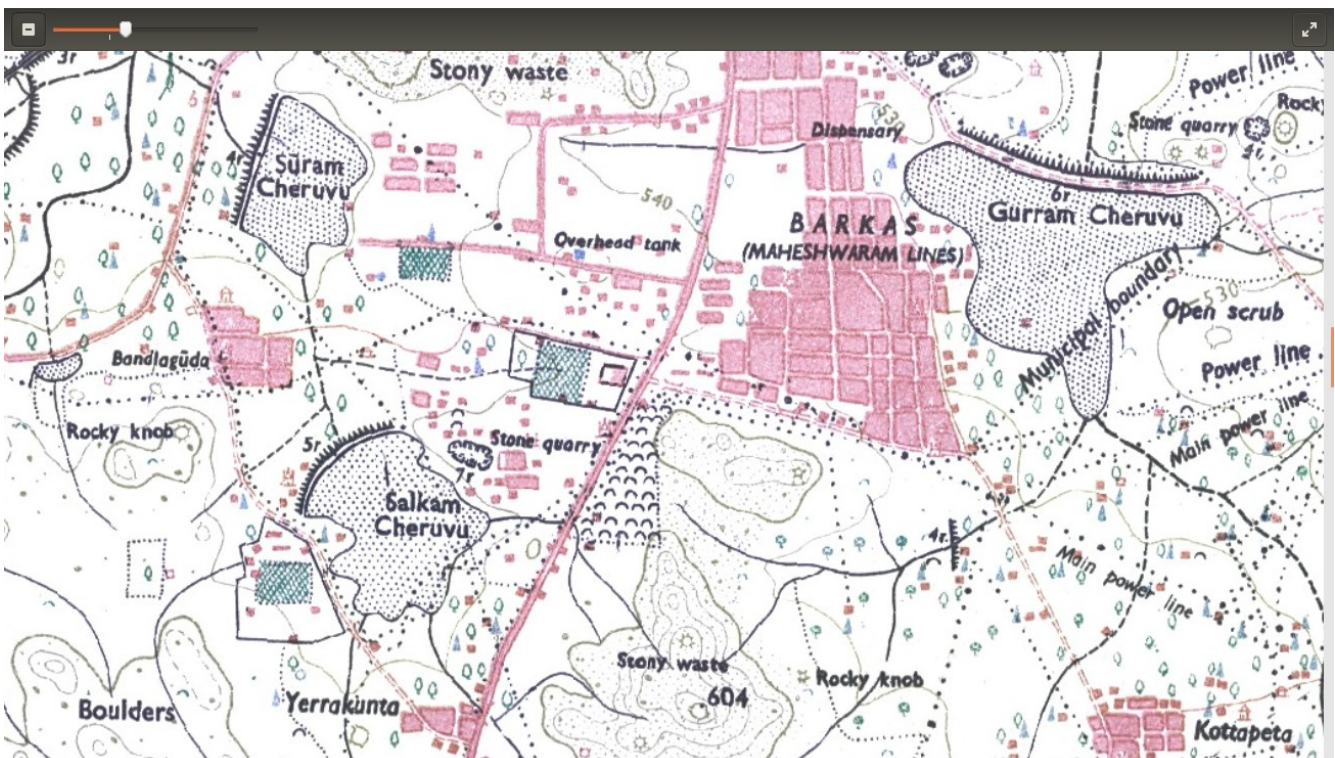 3r
Stony waste
Power line
Rocky
Stone quarry
Dispensary
530
4r
Sūram
Cheruvu
6r
Gurram Cheruvu
540
BARKAS
(MAHESHWARAM LINES)
Overhead tank
Municipal boundary
530
Open scrub
Power line
Bandlagūda
Main power line
Rocky knob
5r
Stone quarry
7r
Salkam
Cheruvu
4r.
Main power line
Stony waste
604
Rocky knob
Boulders
Yerrakunta
Kottapeta